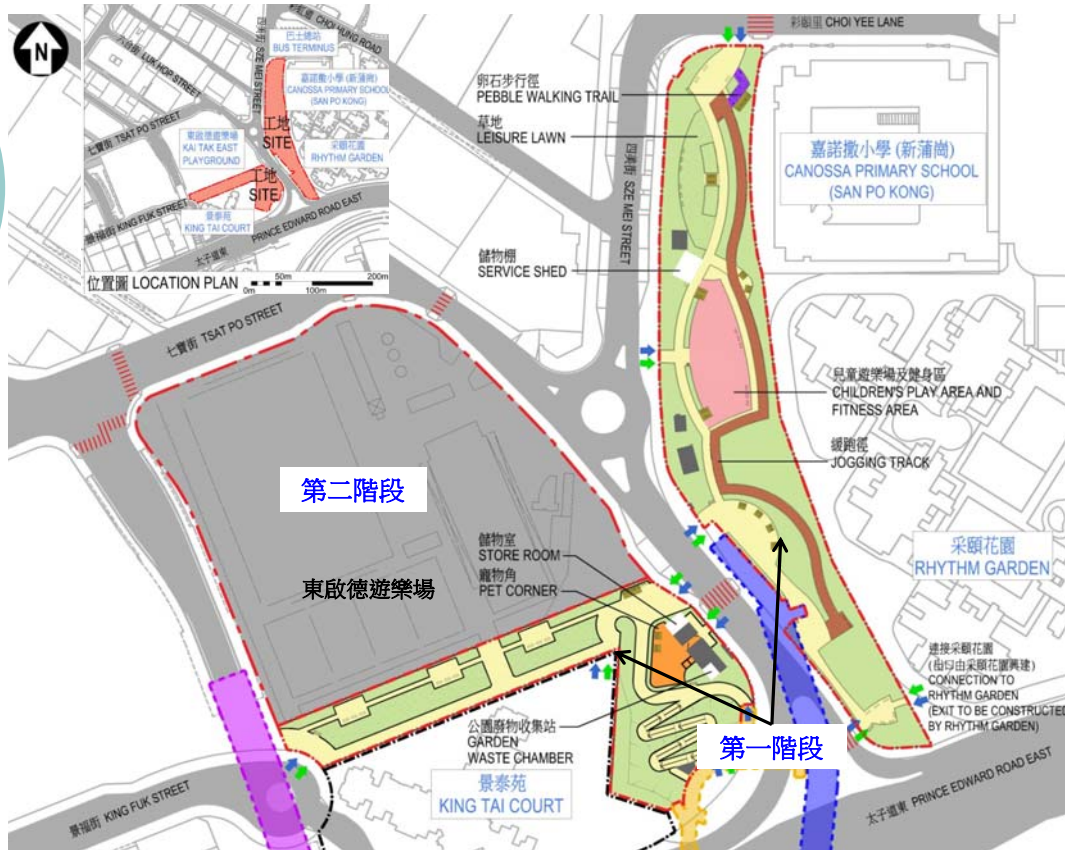 N
六合街 LUK HOP STREET
四美街 SZE MEI STREET
彩虹道 CHOI HUNG ROAD
巴士總站
BUS TERMINUS
嘉諾撒小學 (新蒲崗)
CANOSSA PRIMARY SCHOOL
(SAN PO KONG)
工地
SITE
七寶街 TSAT PO STREET
東啟德遊樂場
KAI TAK EAST
PLAYGROUND
采頤花園
RHYTHM GARDEN
工地
SITE
景福街 KING FUK STREET
景泰苑
KING TAI COURT
太子道東 PRINCE EDWARD ROAD EAST
位置圖 LOCATION PLAN
0m 50m 100m 200m
彩頤里 CHOI YEE LANE
卵石步行徑
PEBBLE WALKING TRAIL
草地
LEISURE LAWN
四美街 SZE MEI STREET
嘉諾撒小學 (新蒲崗)
CANOSSA PRIMARY SCHOOL
(SAN PO KONG)
儲物棚
SERVICE SHED
七寶街 TSAT PO STREET
兒童遊樂場及健身區
CHILDREN'S PLAY AREA AND
FITNESS AREA
緩跑徑
JOGGING TRACK
第二階段
東啟德遊樂場
儲物室
STORE ROOM
寵物角
PET CORNER
采頤花園
RHYTHM GARDEN
連接采頤花園
(出口由采頤花園興建)
CONNECTION TO
RHYTHM GARDEN
(EXIT TO BE CONSTRUCTED
BY RHYTHM GARDEN)
公園廢物收集站
GARDEN
WASTE CHAMBER
第一階段
景泰苑
KING TAI COURT
景福街 KING FUK STREET
太子道東 PRINCE EDWARD ROAD EAST